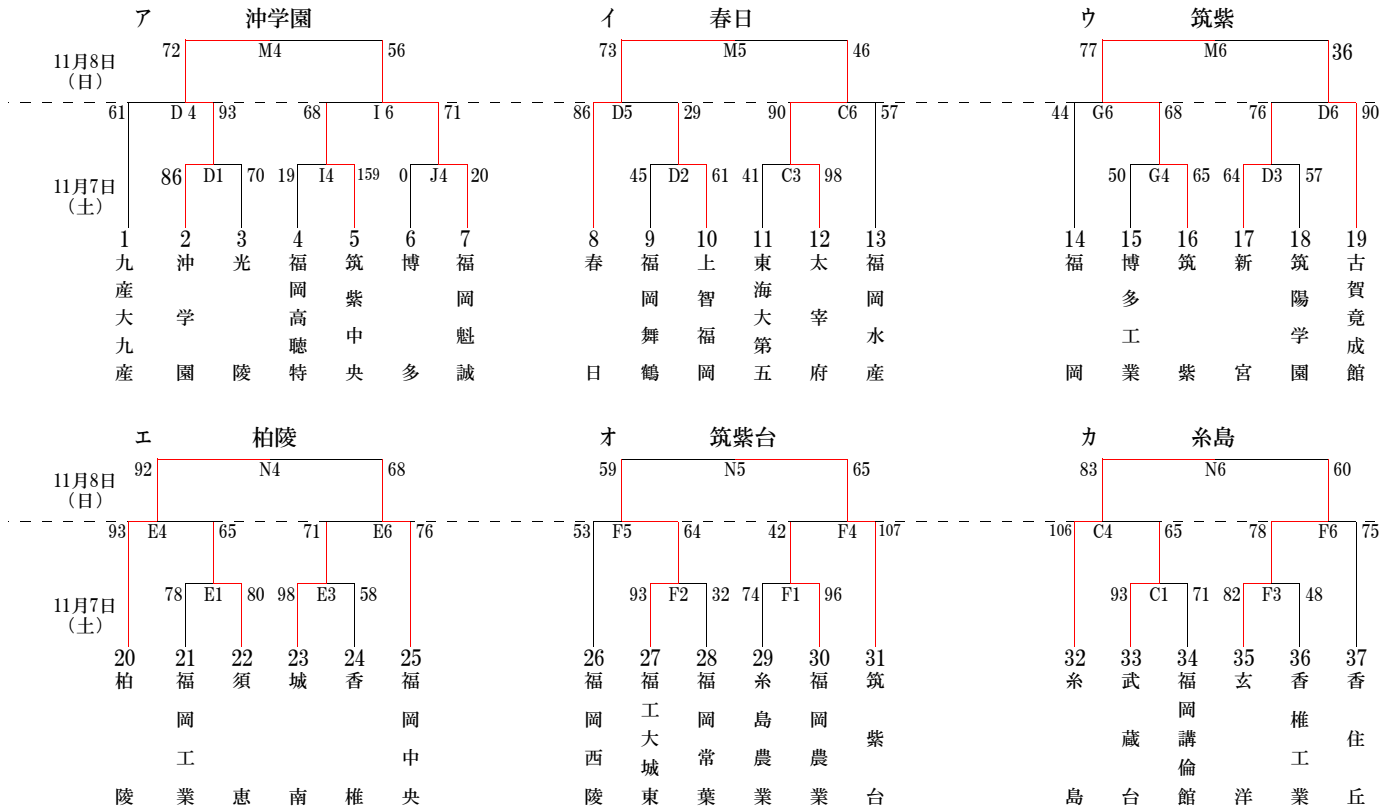 ア 沖学園
イ 春日
ウ 筑紫
72 M4 56
73 M5 46
77 M6 36
11月8日
（日）
61 D 4 93 68 I 6 71
86 D5 29 90 C6 57
44 G6 68 76 D6 90
11月7日
（土）
86 D1 70 19 I4 159 0 J4 20
45 D2 61 41 C3 98
50 G4 65 64 D3 57
1 九産大九産
2 沖学園
3 光陵
4 福岡高聴特
5 筑紫中央
6 博多
7 福岡魁誠
8 春日
9 福岡舞鶴
10 上智福岡
11 東海大第五
12 太宰府
13 福岡水産
14 福岡
15 博多工業
16 筑紫
17 新宮
18 筑陽学園
19 古賀竟成館
エ 柏陵
オ 筑紫台
カ 糸島
92 N4 68
59 N5 65
83 N6 60
11月8日
（日）
93 E4 65 71 E6 76
53 F5 64 42 F4 107
106 C4 65 78 F6 75
11月7日
（土）
78 E1 80 98 E3 58
93 F2 32 74 F1 96
93 C1 71 82 F3 48
20 柏陵
21 福岡工業
22 須恵
23 城南
24 香椎
25 福岡中央
26 福岡西陵
27 福工大城東
28 福岡常葉
29 糸島農業
30 福岡農業
31 筑紫台
32 糸島
33 武蔵台
34 福岡講倫館
35 玄洋
36 香椎工業
37 香住丘